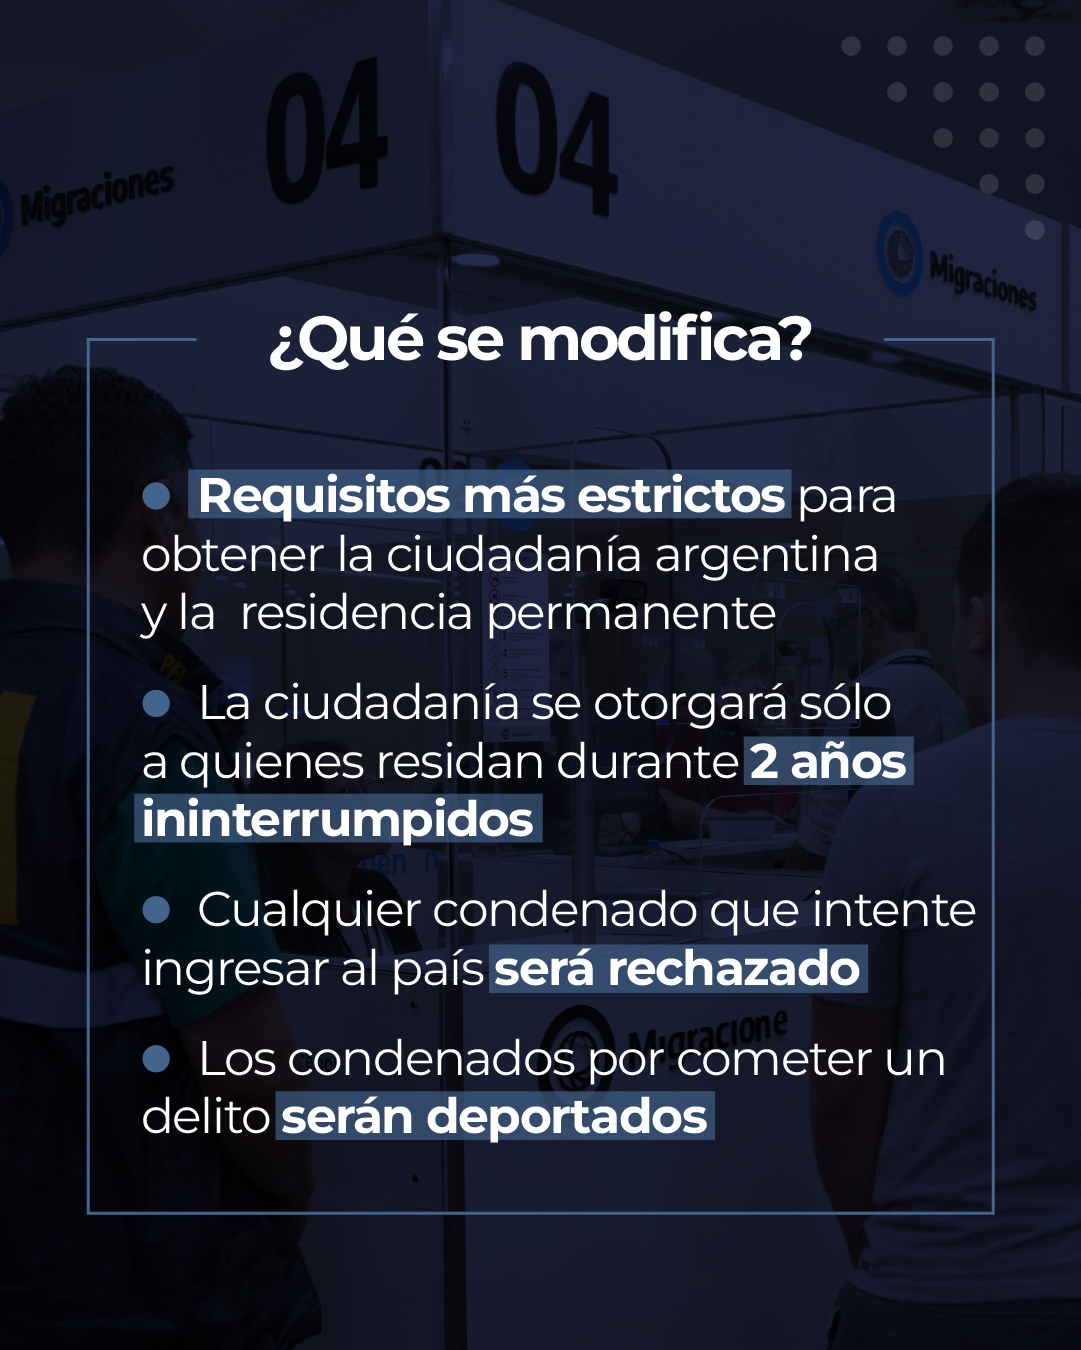 04
04
Migraciones
Migraciones
¿Qué se modifica?
● Requisitos más estrictos para
obtener la ciudadanía argentina
y la residencia permanente
● La ciudadanía se otorgará sólo
a quienes residan durante 2 años
ininterrumpidos
● Cualquier condenado que intente
ingresar al país será rechazado
Migracione
● Los condenados por cometer un
delito serán deportados